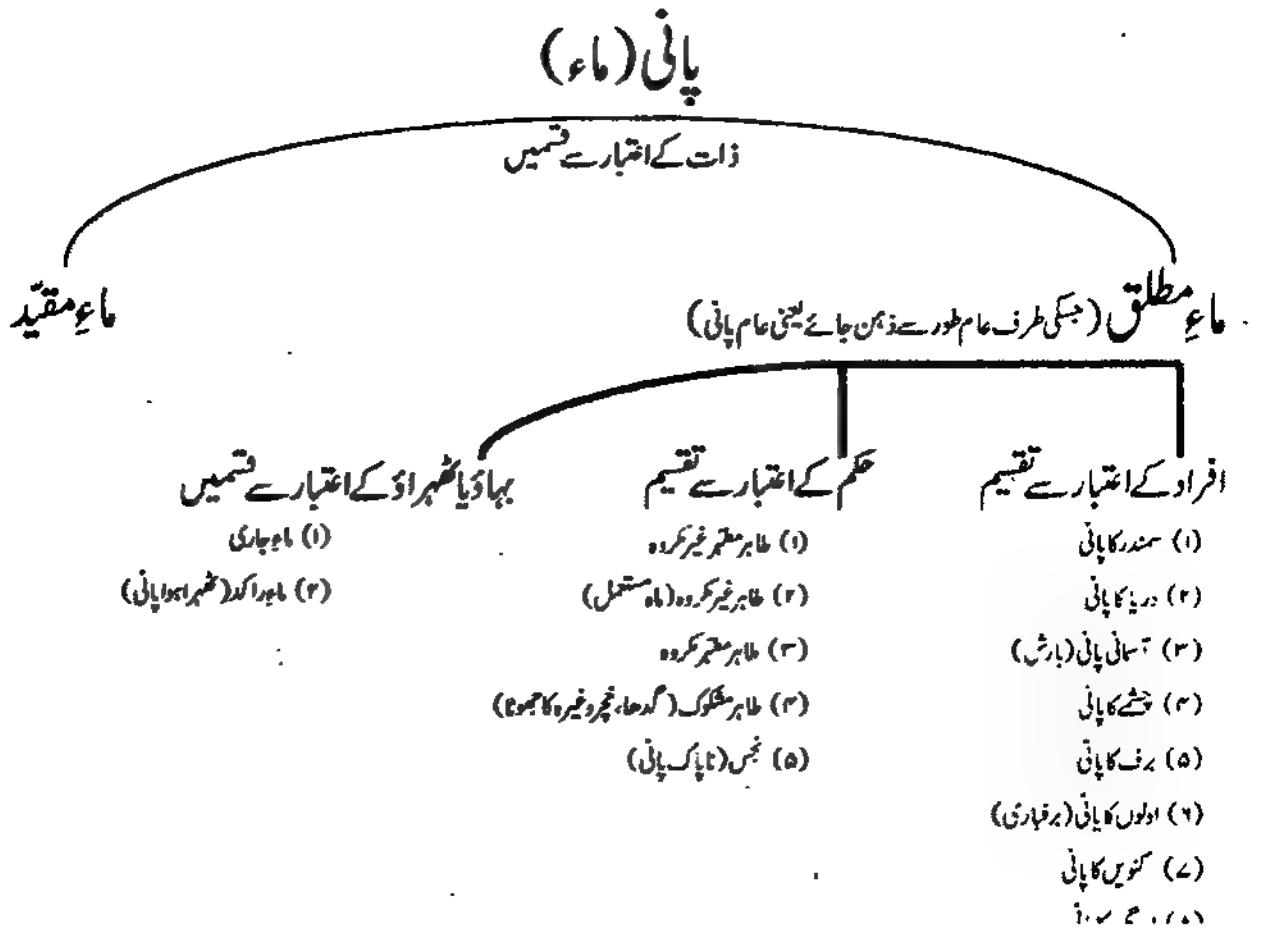 پانی (ماء)
ذات کے اعتبار سے قسمیں
ماءِ مطلق (جسکی طرف عام طور سے ذہن جائے یعنی عام پانی)
ماءِ مقیّد
افراد کے اعتبار سے تقسیم
(۱) سمندر کا پانی
(۲) دریا کا پانی
(۳) آسمانی پانی (بارش)
(۴) چشمے کا پانی
(۵) برف کا پانی
(۶) اولوں کا پانی (برفباری)
(۷) کنویں کا پانی
(۸)
حکم کے اعتبار سے تقسیم
(۱) طاہر مطہر غیر مکروہ
(۲) طاہر غیر مکروہ (ماء مستعمل)
(۳) طاہر مطہر مکروہ
(۴) طاہر مشکوک (گدھا، خچر وغیرہ کا جھوٹا)
(۵) نجس (ناپاک پانی)
بہاؤ یا ٹھہراؤ کے اعتبار سے قسمیں
(۱) ماءِ جاری
(۲) ماءِ راکد (ٹھہرا ہوا پانی)